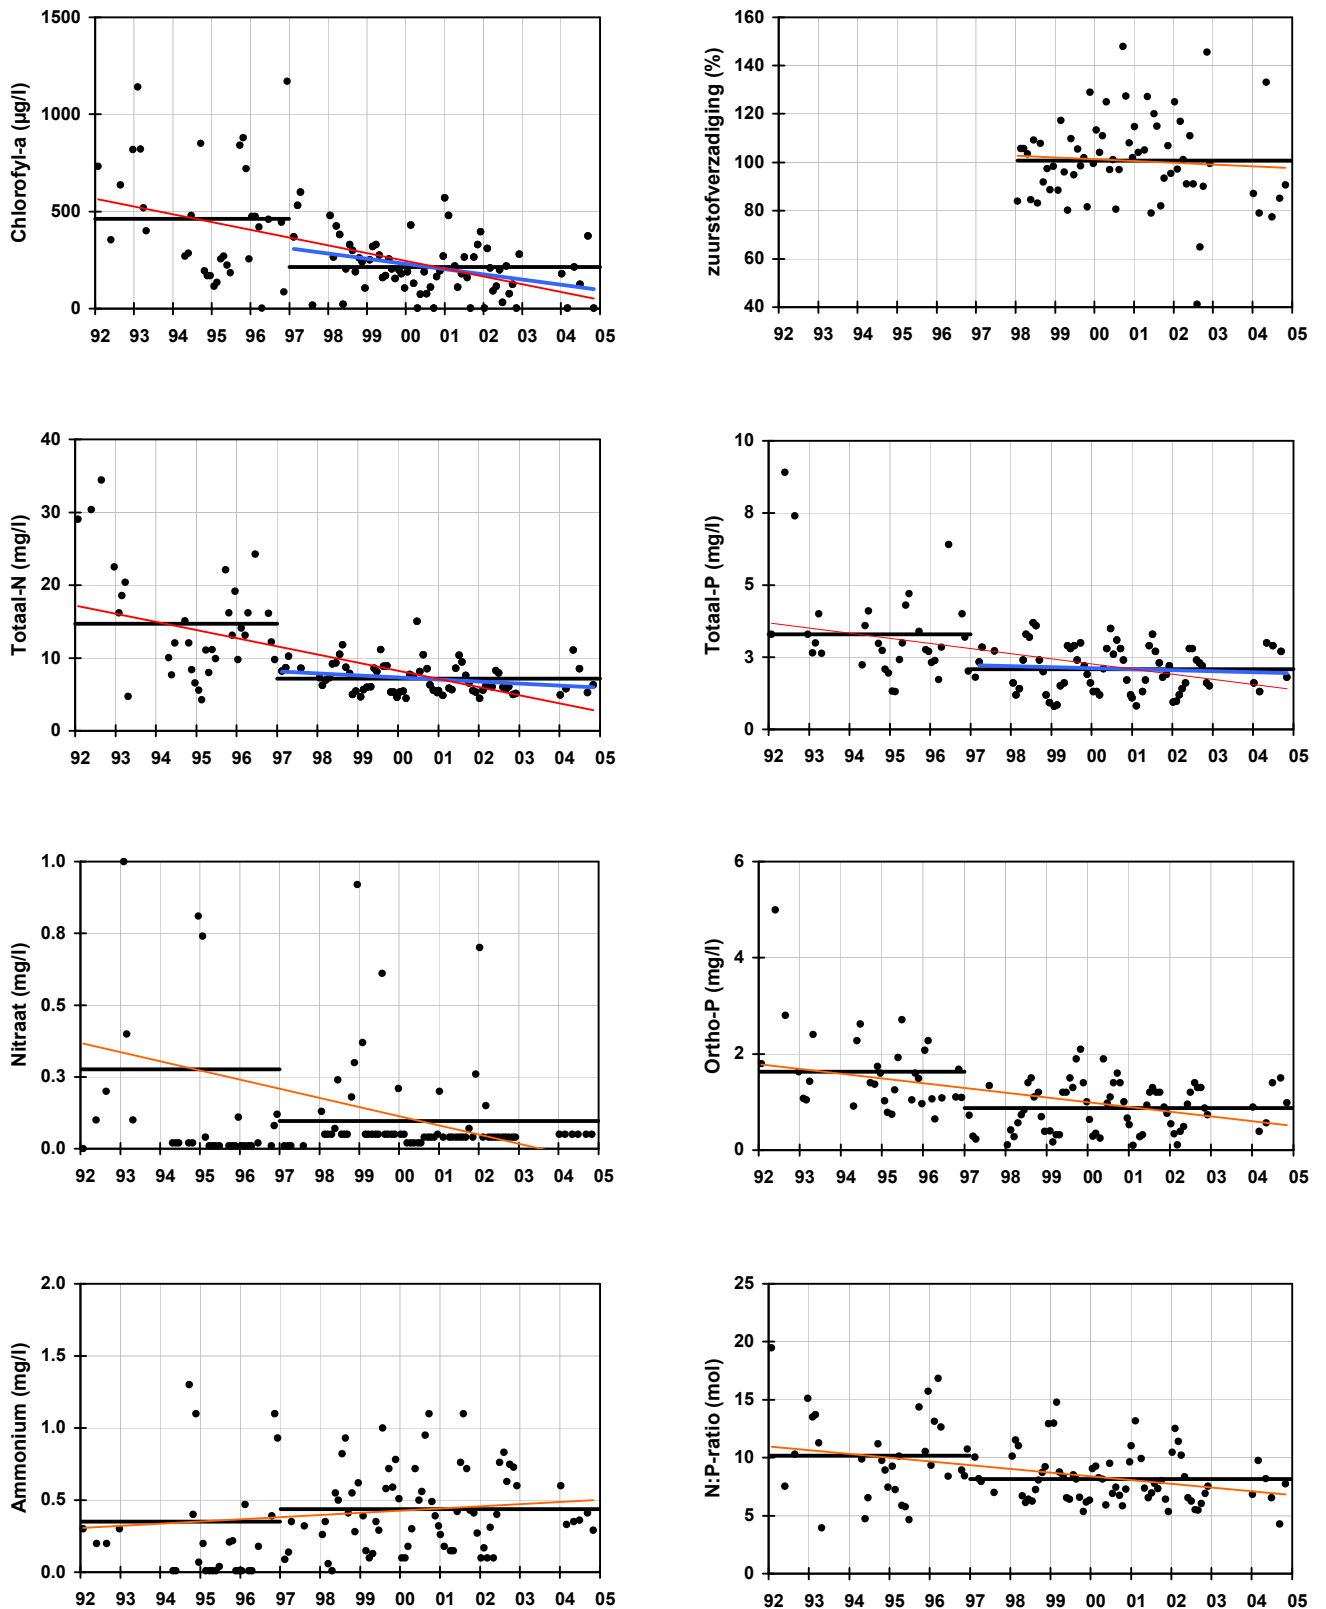 Chlorofyl-a (µg/l)
1500
1000
500
0
92 93 94 95 96 97 98 99 00 01 02 03 04 05
zuurstofverzadiging (%)
160
140
120
100
80
60
40
92 93 94 95 96 97 98 99 00 01 02 03 04 05
Totaal-N (mg/l)
40
30
20
10
0
92 93 94 95 96 97 98 99 00 01 02 03 04 05
Totaal-P (mg/l)
10
8
5
3
0
92 93 94 95 96 97 98 99 00 01 02 03 04 05
Nitraat (mg/l)
1.0
0.8
0.5
0.3
0.0
92 93 94 95 96 97 98 99 00 01 02 03 04 05
Ortho-P (mg/l)
6
4
2
0
92 93 94 95 96 97 98 99 00 01 02 03 04 05
Ammonium (mg/l)
2.0
1.5
1.0
0.5
0.0
92 93 94 95 96 97 98 99 00 01 02 03 04 05
N:P-ratio (mol)
25
20
15
10
5
0
92 93 94 95 96 97 98 99 00 01 02 03 04 05